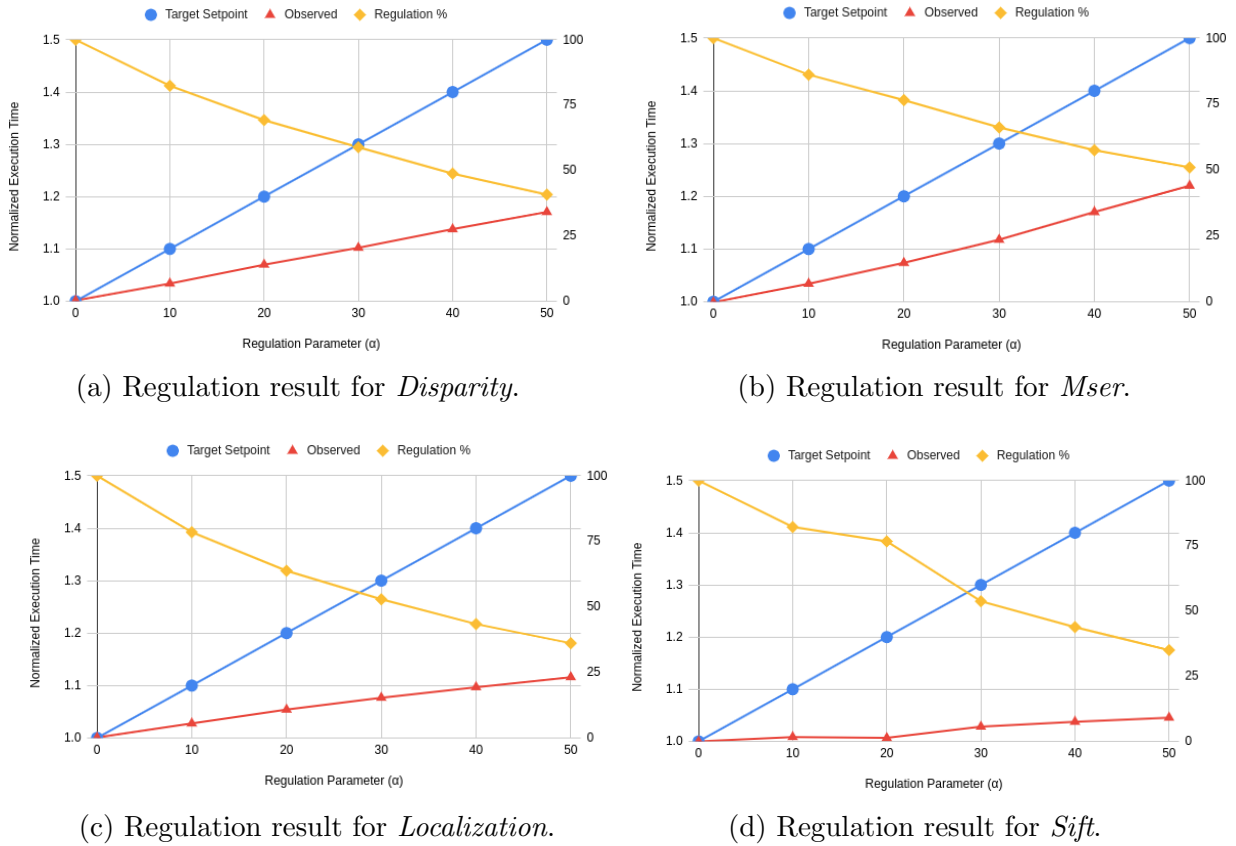 Target Setpoint Observed Regulation %
1.5
1.4
1.3
1.2
1.1
1.0
100
75
50
25
0
0 10 20 30 40 50
Normalized Execution Time
Regulation Parameter (α)
(a) Regulation result for Disparity.
Target Setpoint Observed Regulation %
1.5
1.4
1.3
1.2
1.1
1.0
100
75
50
25
0
0 10 20 30 40 50
Normalized Execution Time
Regulation Parameter (α)
(b) Regulation result for Mser.
Target Setpoint Observed Regulation %
1.5
1.4
1.3
1.2
1.1
1.0
100
75
50
25
0
0 10 20 30 40 50
Normalized Execution Time
Regulation Parameter (α)
(c) Regulation result for Localization.
Target Setpoint Observed Regulation %
1.5
1.4
1.3
1.2
1.1
1.0
100
75
50
25
0
0 10 20 30 40 50
Normalized Execution Time
Regulation Parameter (α)
(d) Regulation result for Sift.